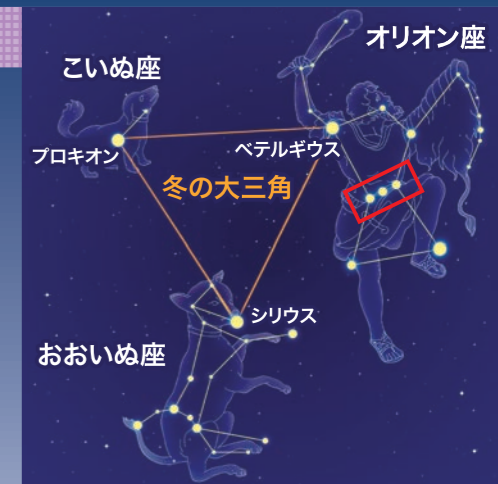 オリオン座
こいぬ座
プロキオン
ベテルギウス
冬の大三角
シリウス
おおいぬ座